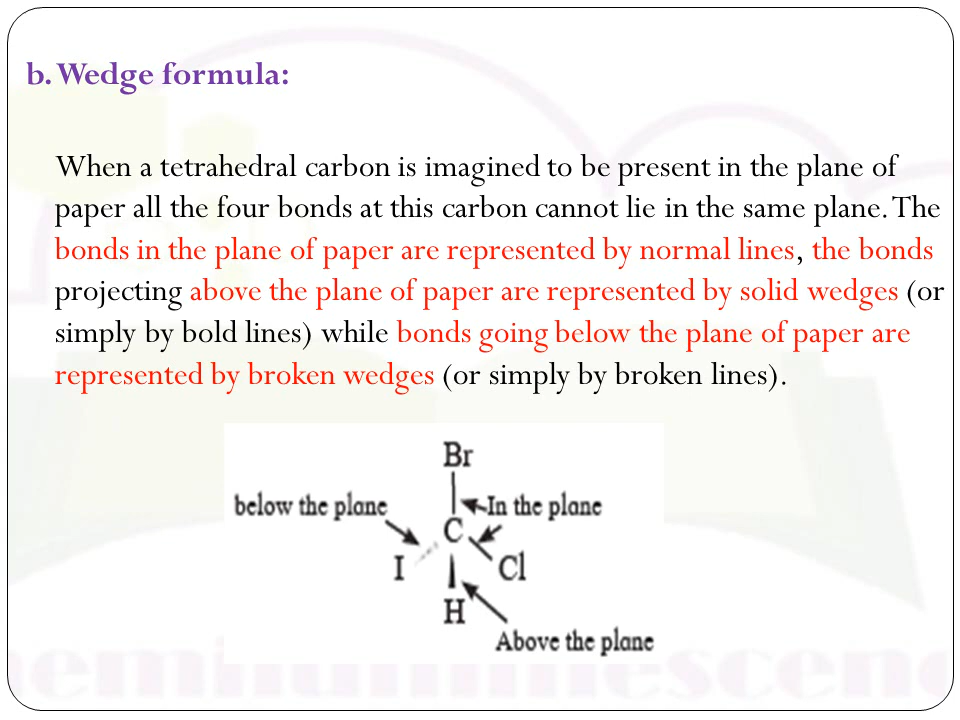 b. Wedge formula:
When a tetrahedral carbon is imagined to be present in the plane of
paper all the four bonds at this carbon cannot lie in the same plane. The
bonds in the plane of paper are represented by normal lines, the bonds
projecting above the plane of paper are represented by solid wedges (or
simply by bold lines) while bonds going below the plane of paper are
represented by broken wedges (or simply by broken lines).
Br
below the plane
In the plane
C
I
Cl
H
Above the plane